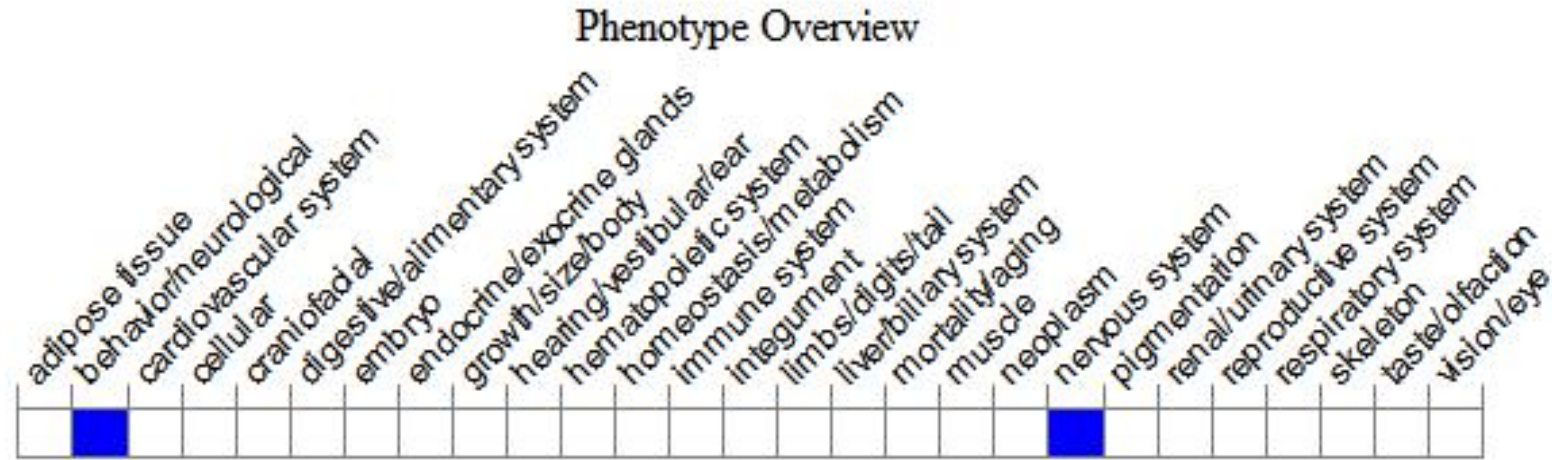 Phenotype Overview
adipose tissue
behavior/neurological
cardiovascular system
cellular
craniofacial
digestive/alimentary system
embryo
endocrine/exocrine glands
growth/size/body
hearing/vestibular/ear
hematopoietic system
homeostasis/metabolism
immune system
integument
limbs/digits/tail
liver/biliary system
mortality/aging
muscle
neoplasm
nervous system
pigmentation
renal/urinary system
reproductive system
respiratory system
skeleton
taste/olfaction
vision/eye